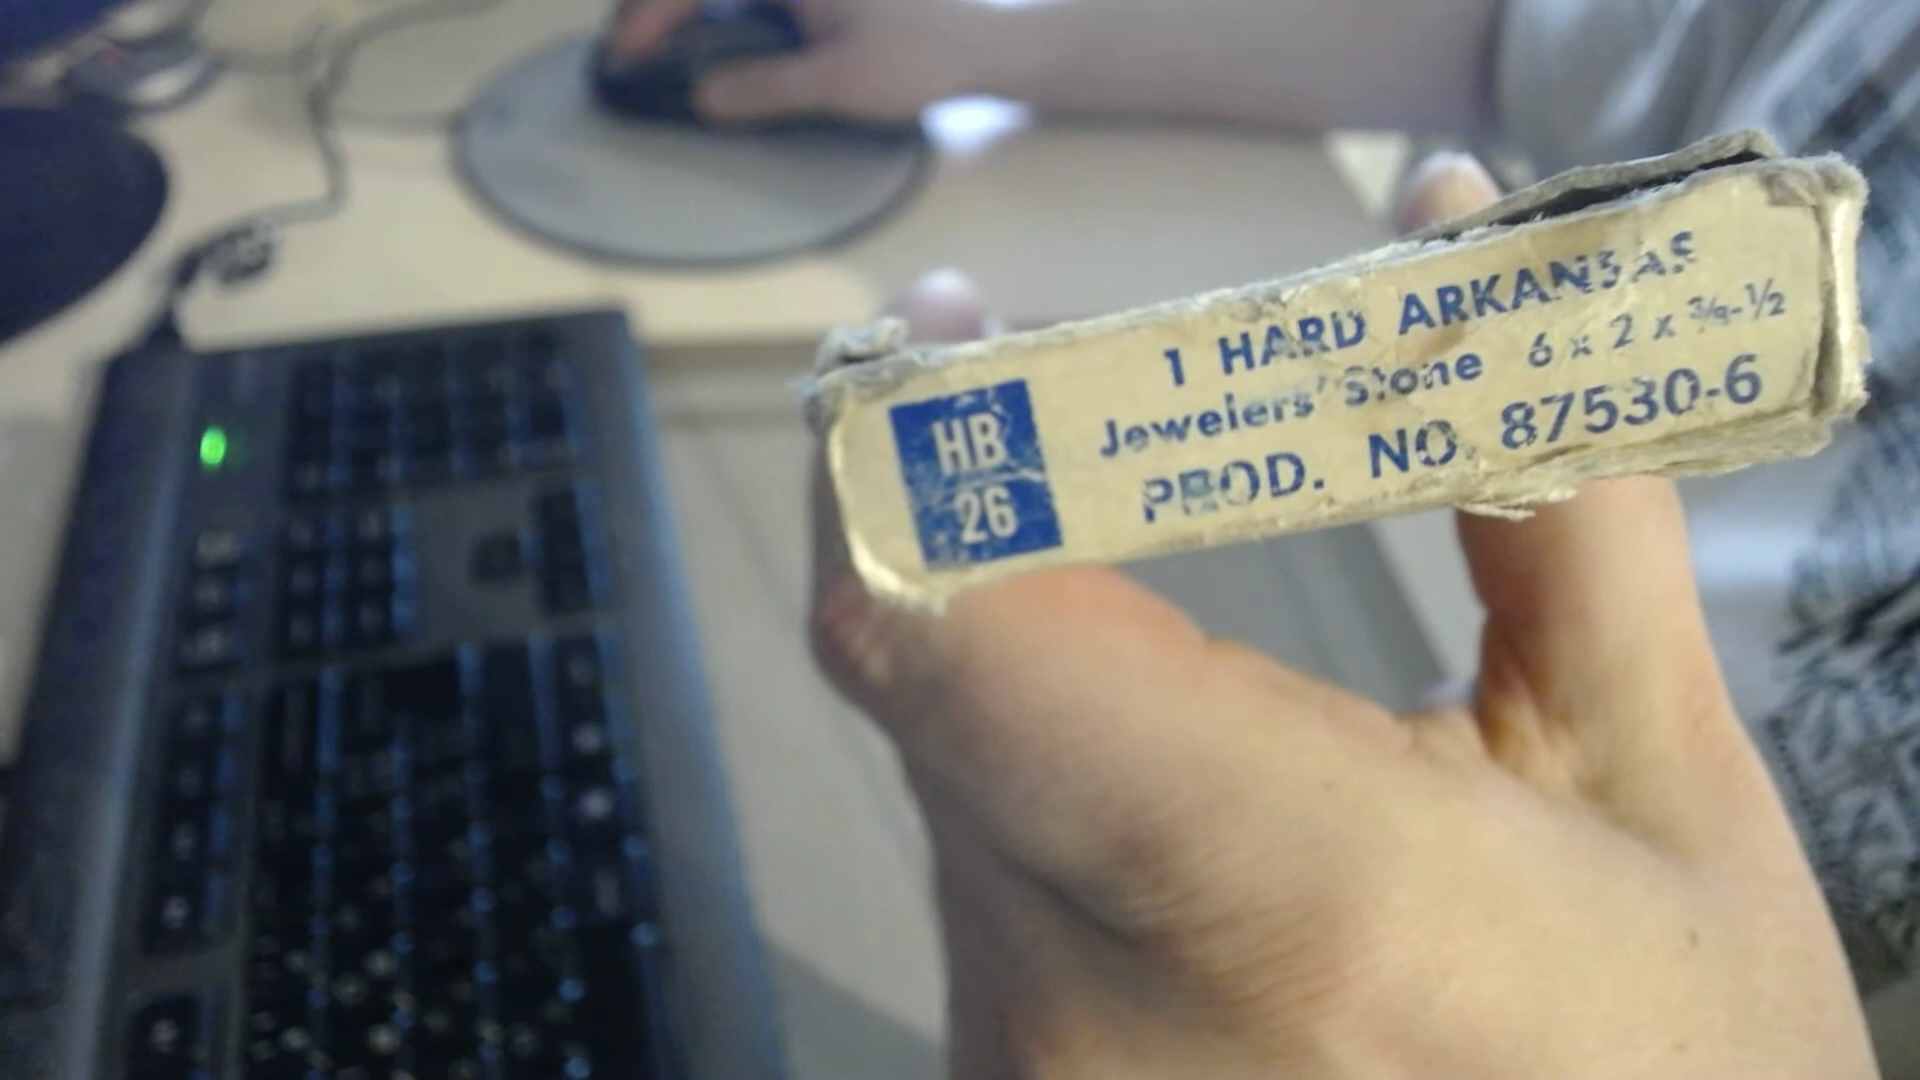 1 HARD ARKANSAS
Jewelers' Stone 6 x 2 x 3/8-1/2
PROD. NO. 87530-6
HB
26